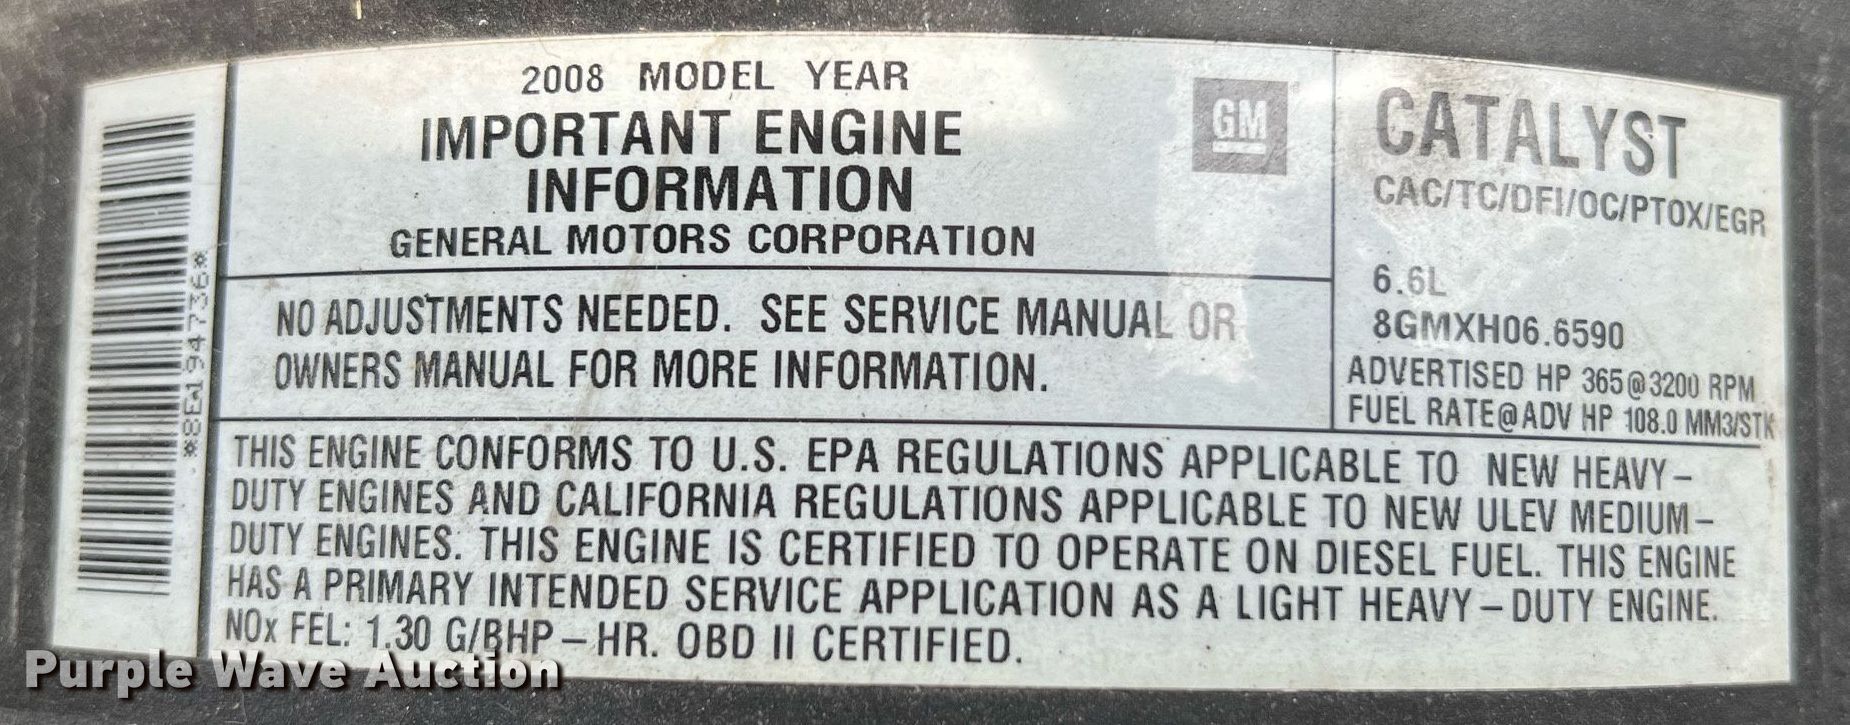 2008 MODEL YEAR
IMPORTANT ENGINE
INFORMATION
GENERAL MOTORS CORPORATION
GM
NO ADJUSTMENTS NEEDED. SEE SERVICE MANUAL OR
OWNERS MANUAL FOR MORE INFORMATION.
CATALYST
CAC/TC/DFI/OC/PTOX/EGR
6.6L
8GMXH06.6590
ADVERTISED HP 365@3200 RPM
FUEL RATE@ADV HP 108.0 MM3/STK
THIS ENGINE CONFORMS TO U.S. EPA REGULATIONS APPLICABLE TO NEW HEAVY-
DUTY ENGINES AND CALIFORNIA REGULATIONS APPLICABLE TO NEW ULEV MEDIUM-
DUTY ENGINES. THIS ENGINE IS CERTIFIED TO OPERATE ON DIESEL FUEL. THIS ENGINE
HAS A PRIMARY INTENDED SERVICE APPLICATION AS A LIGHT HEAVY-DUTY ENGINE.
NOx FEL: 1.30 G/BHP-HR. OBD II CERTIFIED.
*8E194736*
Purple Wave Auction